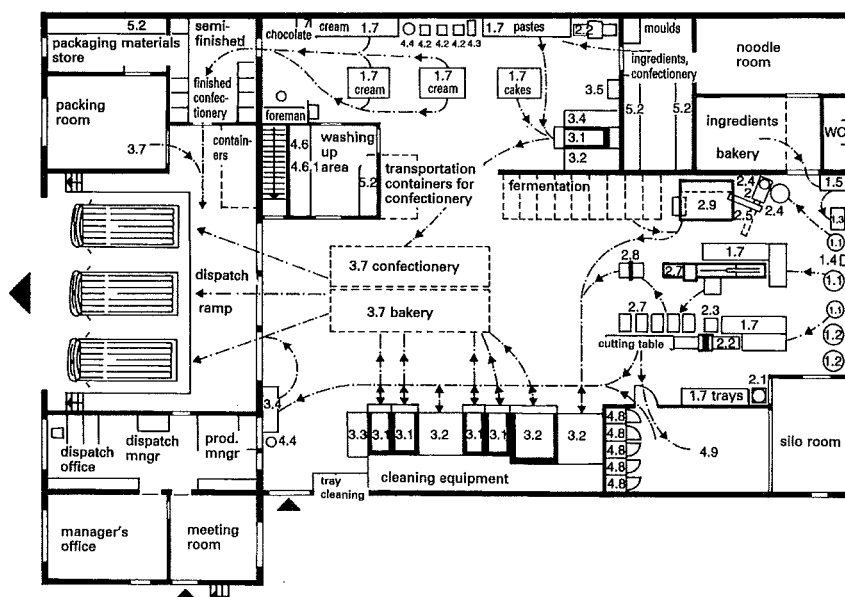 5.2
packaging materials
store
packing
room
3.7
semi-
finished
finished
confec-
tionery
contain-
ers
chocolate
cream
1.7
4.4
4.2
4.2
4.2
4.3
1.7
pastes
2.2
1.7
cream
1.7
cream
1.7
cakes
3.5
3.4
3.1
3.2
foreman
4.6
4.6
washing
up
area
5.2
transportation
containers for
confectionery
moulds
ingredients,
confectionery
5.2
5.2
noodle
room
ingredients
bakery
WC
fermentation
2.9
2.4
2.5
2.4
1.5
1.3
1.1
1.4
1.1
1.1
1.2
1.2
2.8
1.7
2.7
2.7
2.3
1.7
cutting table
2.2
2.1
1.7 trays
dispatch
ramp
3.7 confectionery
3.7 bakery
3.4
4.4
3.3
3.1
3.1
3.2
3.1
3.1
3.2
3.2
4.8
4.8
4.8
4.8
4.8
4.9
silo room
tray
cleaning
cleaning equipment
dispatch
office
dispatch
mngr
prod.
mngr
manager's
office
meeting
room